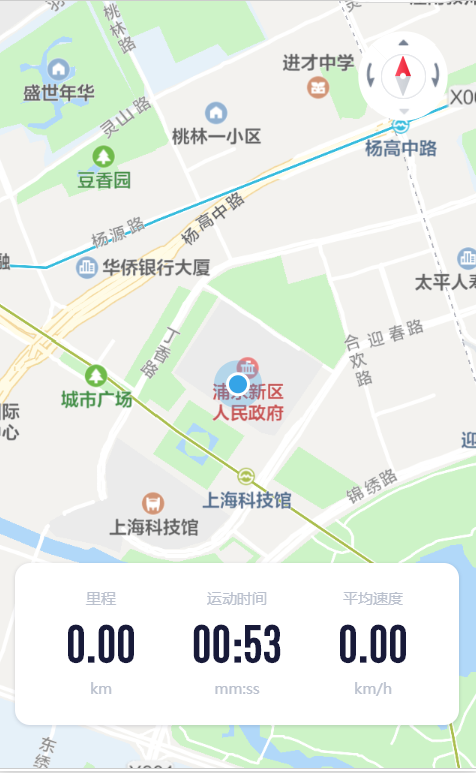 桃林路
进才中学
盛世年华
灵山路
桃林一小区
杨高中路
豆香园
杨源路
杨高中路
融
华侨银行大厦
太平人寿
丁香路
合欢路
迎春路
城市广场
浦东新区
人民政府
国际
中心
迎
上海科技馆
锦绣路
上海科技馆
里程
运动时间
平均速度
0.00
00:53
0.00
km
mm:ss
km/h
东绣